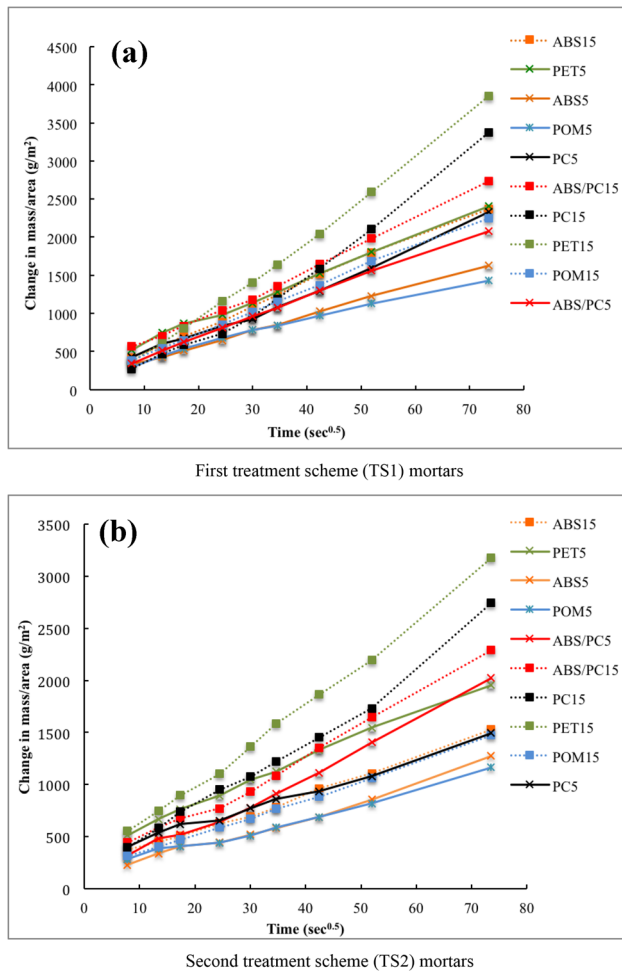 (a)
Change in mass/area (g/m²)
4500
4000
3500
3000
2500
2000
1500
1000
500
0
0 10 20 30 40 50 60 70 80
Time (sec⁰·⁵)
ABS15
PET5
ABS5
POM5
PC5
ABS/PC15
PC15
PET15
POM15
ABS/PC5
First treatment scheme (TS1) mortars
(b)
Change in mass/area (g/m²)
3500
3000
2500
2000
1500
1000
500
0
0 10 20 30 40 50 60 70 80
Time (sec⁰·⁵)
ABS15
PET5
ABS5
POM5
ABS/PC5
ABS/PC15
PC15
PET15
POM15
PC5
Second treatment scheme (TS2) mortars